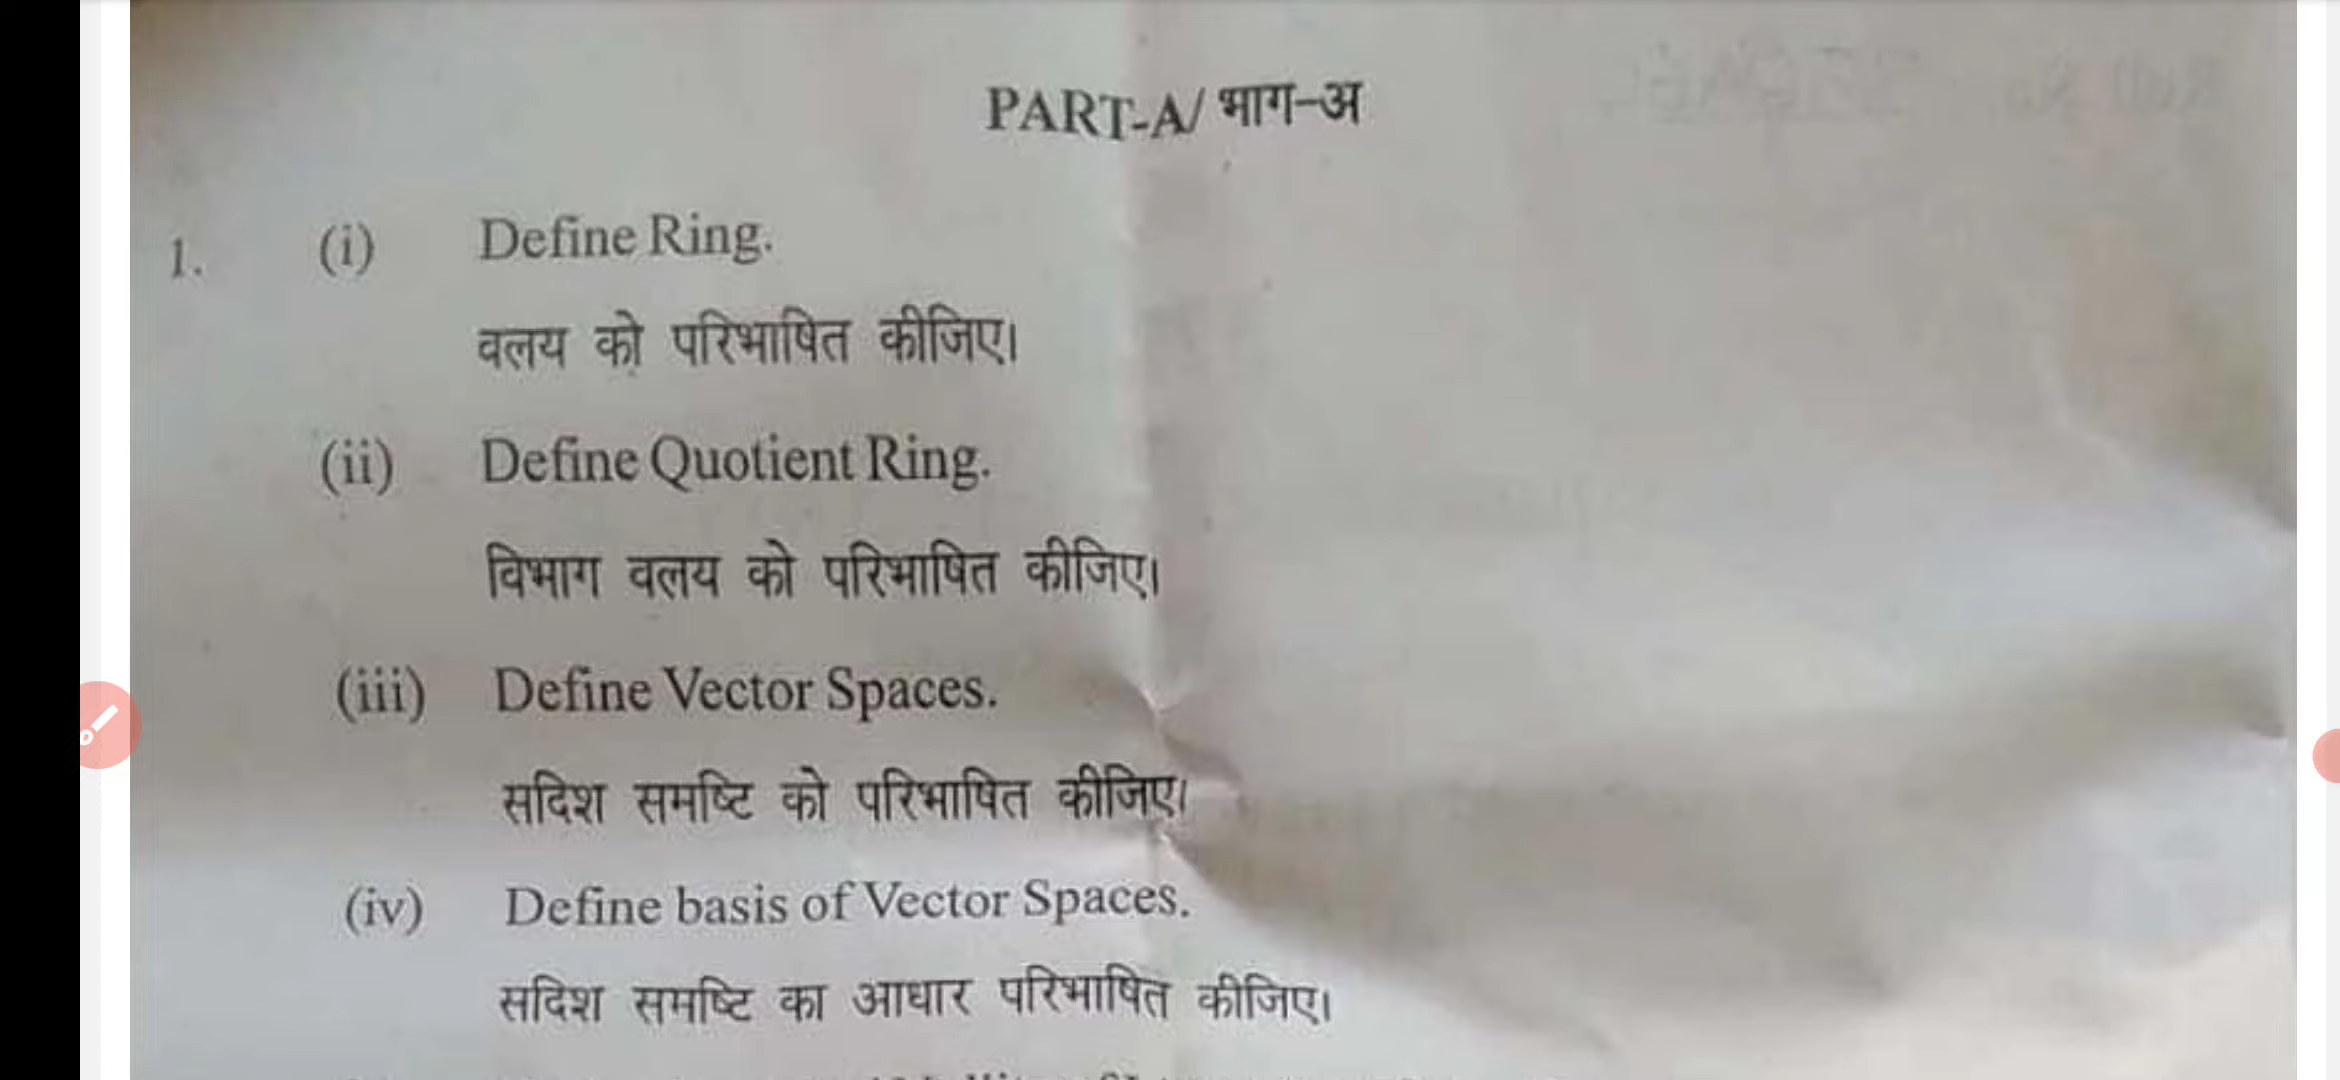 PART-A/ भाग-अ
1. (i) Define Ring.
वलय को परिभाषित कीजिए।
(ii) Define Quotient Ring.
विभाग वलय को परिभाषित कीजिए।
(iii) Define Vector Spaces.
सदिश समष्टि को परिभाषित कीजिए।
(iv) Define basis of Vector Spaces.
सदिश समष्टि का आधार परिभाषित कीजिए।